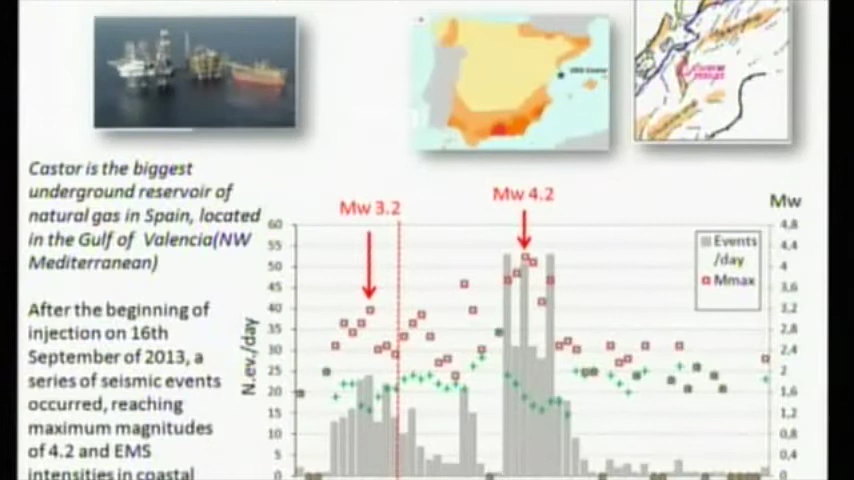 Castor is the biggest
underground reservoir of
natural gas in Spain, located
in the Gulf of Valencia(NW
Mediterranean)
After the beginning of
injection on 16th
September of 2013, a
series of seismic events
occurred, reaching
maximum magnitudes
of 4.2 and EMS
intensities in coastal
Mw 3.2
Mw 4.2
Mw
N.ev./day
60
55
50
45
40
35
30
25
20
15
10
5
0
4,8
4,4
4
3,6
3,2
2,8
2,4
2
1,6
1,2
0,8
0,4
0
Events
/day
Mmax